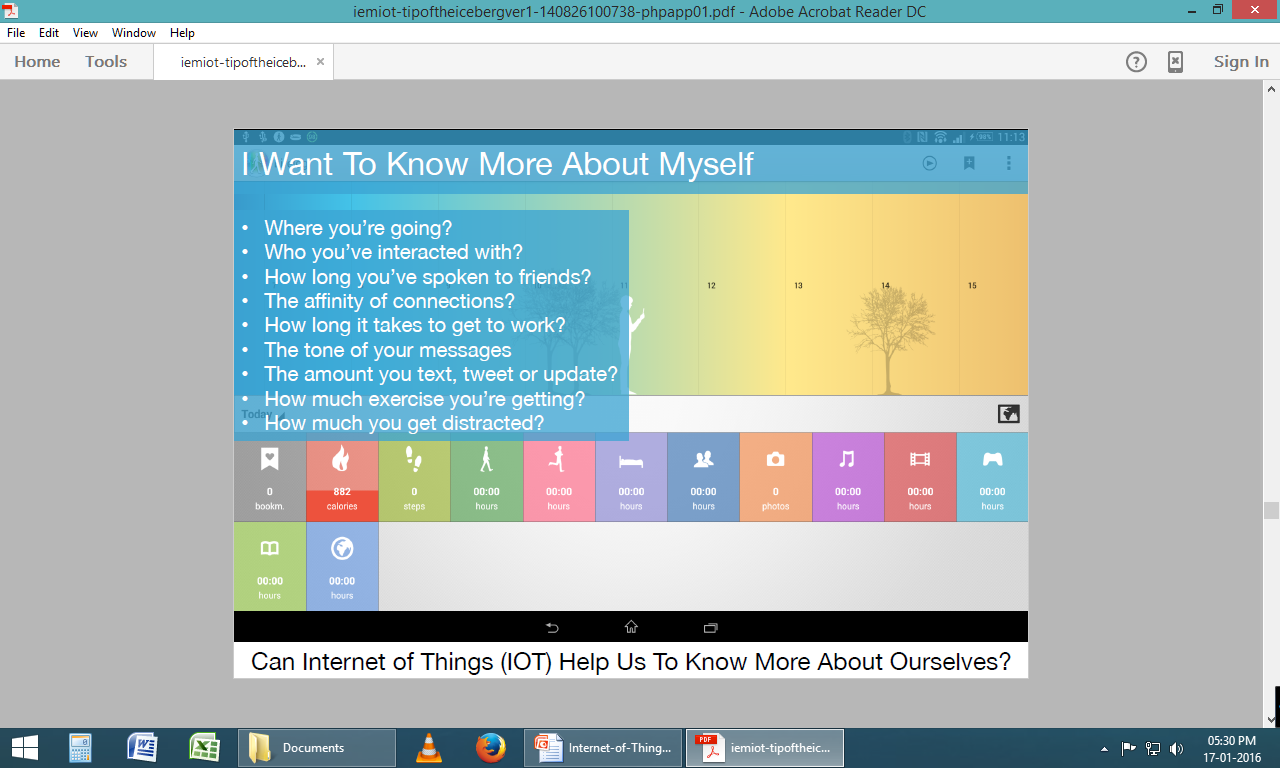 iemiot-tipoftheicebergver1-140826100738-phpapp01.pdf - Adobe Acrobat Reader DC
File Edit View Window Help
Home Tools iemiot-tipoftheiceb... × Sign In
11:13
I Want To Know More About Myself
• Where you're going?
• Who you've interacted with?
• How long you've spoken to friends?
• The affinity of connections?
• How long it takes to get to work?
• The tone of your messages
• The amount you text, tweet or update?
• How much exercise you're getting?
• How much you get distracted?
11 12 13 14 15
Today
0 882 0 00:00 00:00 00:00 00:00 0 00:00 00:00 00:00
bookm. calories steps hours hours hours hours photos hours hours hours
00:00 00:00
hours hours
Can Internet of Things (IOT) Help Us To Know More About Ourselves?
Documents Internet-of-Thing... iemiot-tipoftheic...
05:30 PM
17-01-2016